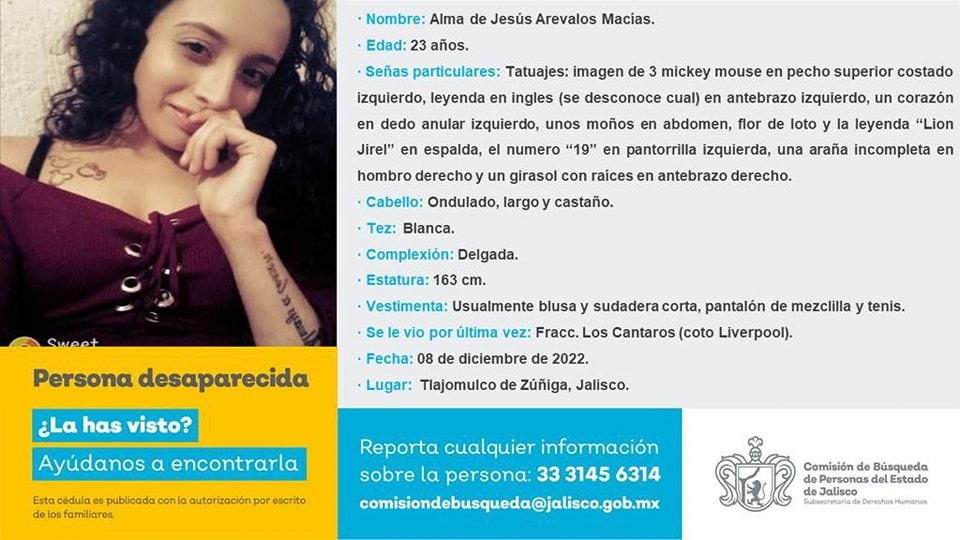 · Nombre: Alma de Jesús Arevalos Macías.
· Edad: 23 años.
· Señas particulares: Tatuajes: imagen de 3 mickey mouse en pecho superior costado
izquierdo, leyenda en ingles (se desconoce cual) en antebrazo izquierdo, un corazón
en dedo anular izquierdo, unos moños en abdomen, flor de loto y la leyenda “Lion
Jirel” en espalda, el numero “19” en pantorrilla izquierda, una araña incompleta en
hombro derecho y un girasol con raíces en antebrazo derecho.
· Cabello: Ondulado, largo y castaño.
· Tez: Blanca.
· Complexión: Delgada.
· Estatura: 163 cm.
· Vestimenta: Usualmente blusa y sudadera corta, pantalón de mezclilla y tenis.
· Se le vio por última vez: Fracc. Los Cantaros (coto Liverpool).
· Fecha: 08 de diciembre de 2022.
· Lugar: Tlajomulco de Zúñiga, Jalisco.
Sweet
Persona desaparecida
¿La has visto?
Ayúdanos a encontrarla
Esta cédula es publicada con la autorización por escrito
de los familiares.
Reporta cualquier información
sobre la persona: 33 3145 6314
comisiondebusqueda@jalisco.gob.mx
Comisión de Búsqueda
de Personas del Estado
de Jalisco
Subsecretaría de Derechos Humanos